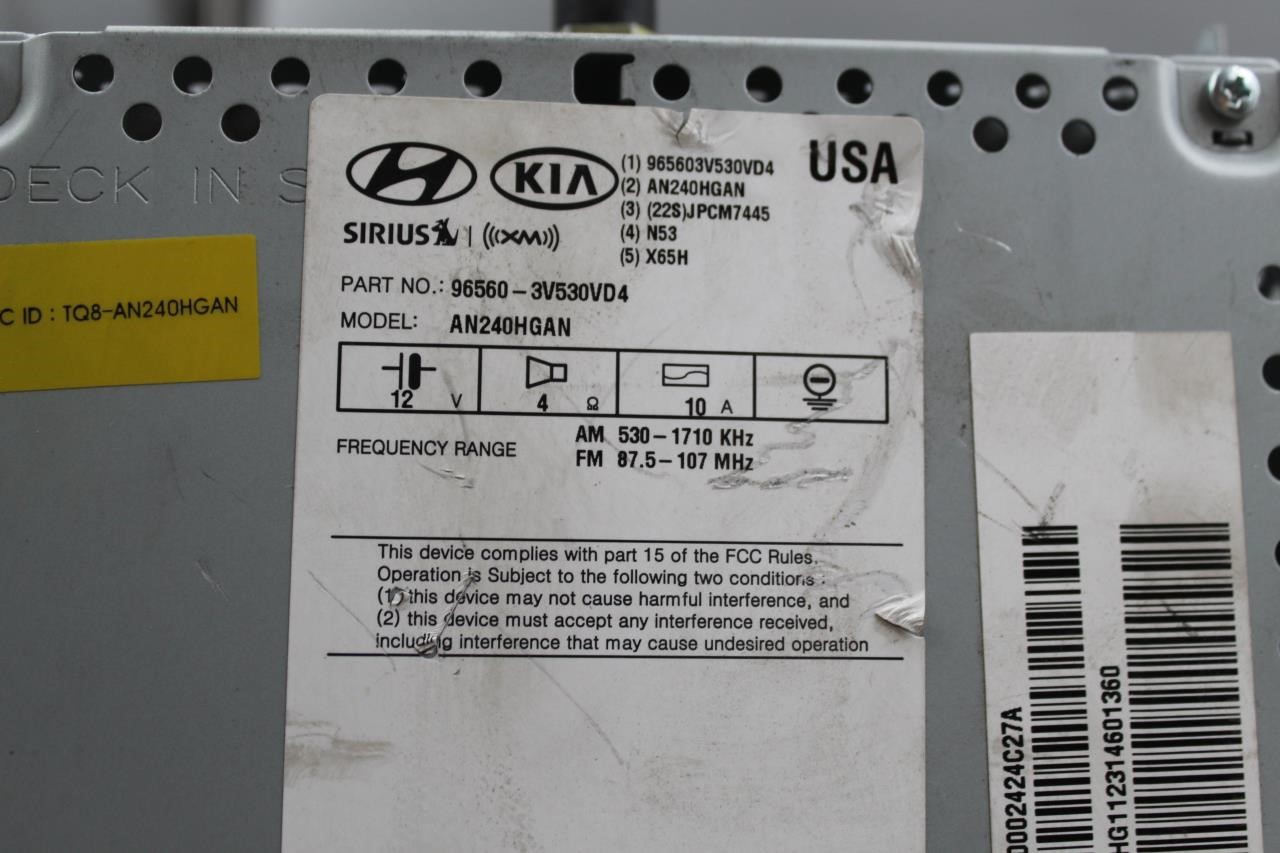 DECK IN S
C ID : TQ8-AN240HGAN
KIA
SIRIUS | ((XM))
(1) 965603V530VD4
(2) AN240HGAN
(3) (22S)JPCM7445
(4) N53
(5) X65H
USA
PART NO.: 96560-3V530VD4
MODEL: AN240HGAN
12 V 4 Ω 10 A
FREQUENCY RANGE
AM 530-1710 KHz
FM 87.5-107 MHz
This device complies with part 15 of the FCC Rules.
Operation is Subject to the following two conditions :
(1) this device may not cause harmful interference, and
(2) this device must accept any interference received,
including interference that may cause undesired operation
0002424C27A
HG112314601360